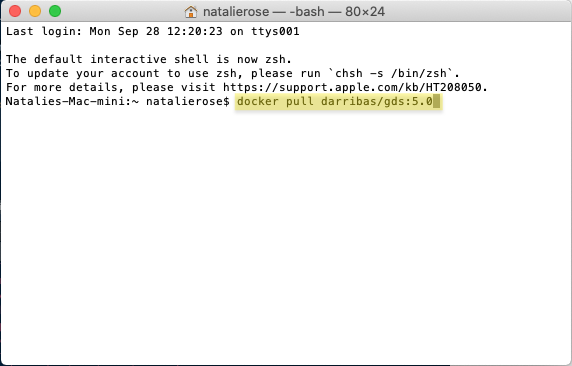 natalierose — -bash — 80×24
Last login: Mon Sep 28 12:20:23 on ttys001
The default interactive shell is now zsh.
To update your account to use zsh, please run `chsh -s /bin/zsh`.
For more details, please visit https://support.apple.com/kb/HT208050.
Natalies-Mac-mini:~ natalierose$ docker pull darribas/gds:5.0